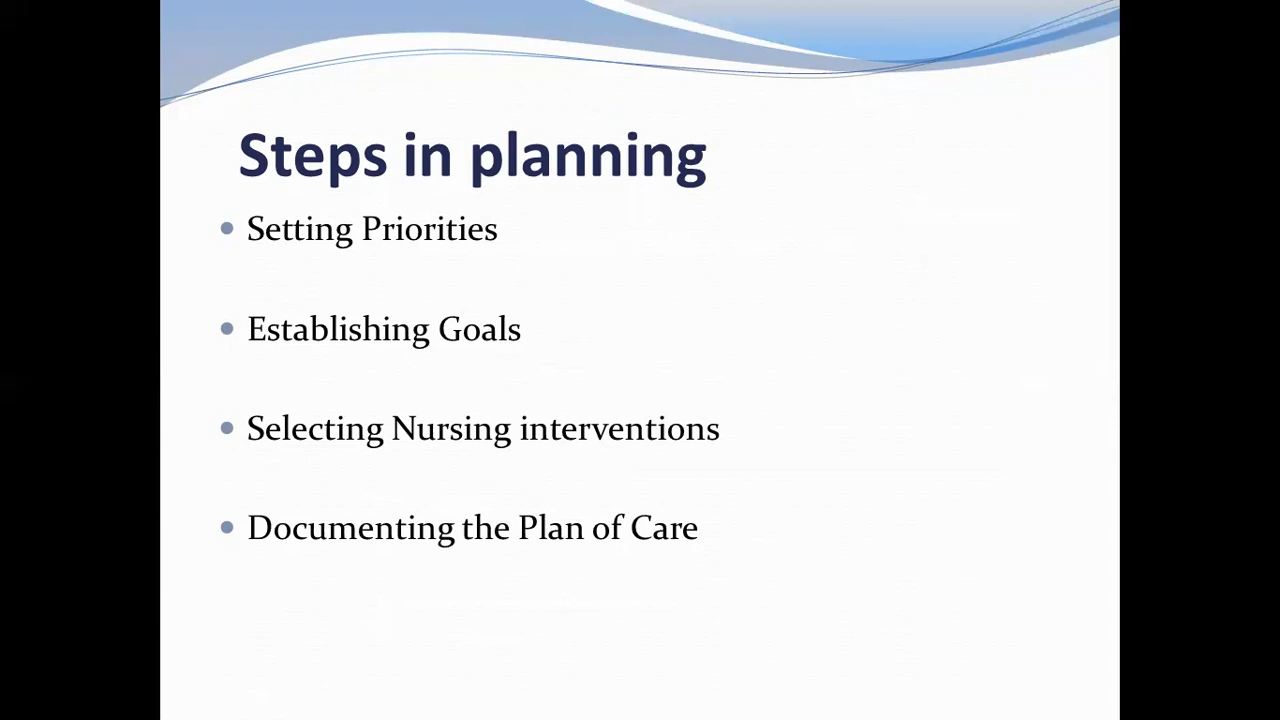 Steps in planning
• Setting Priorities
• Establishing Goals
• Selecting Nursing interventions
• Documenting the Plan of Care